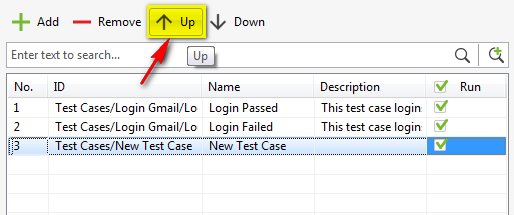 Add Remove Up Down
Enter text to search...
Up
No. ID Name Description Run
1 Test Cases/Login Gmail/Lo Login Passed This test case logins
2 Test Cases/Login Gmail/Lo Login Failed This test case logins
3 Test Cases/New Test Case New Test Case